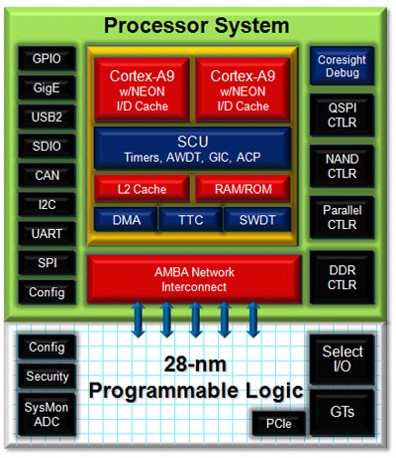 Processor System
GPIO
GigE
USB2
SDIO
CAN
I2C
UART
SPI
Config
Cortex-A9
w/NEON
I/D Cache
Cortex-A9
w/NEON
I/D Cache
SCU
Timers, AWDT, GIC, ACP
L2 Cache
RAM/ROM
DMA
TTC
SWDT
AMBA Network
Interconnect
Coresight
Debug
QSPI
CTLR
NAND
CTLR
Parallel
CTLR
DDR
CTLR
Config
Security
SysMon
ADC
28-nm
Programmable Logic
Select
I/O
GTs
PCIe